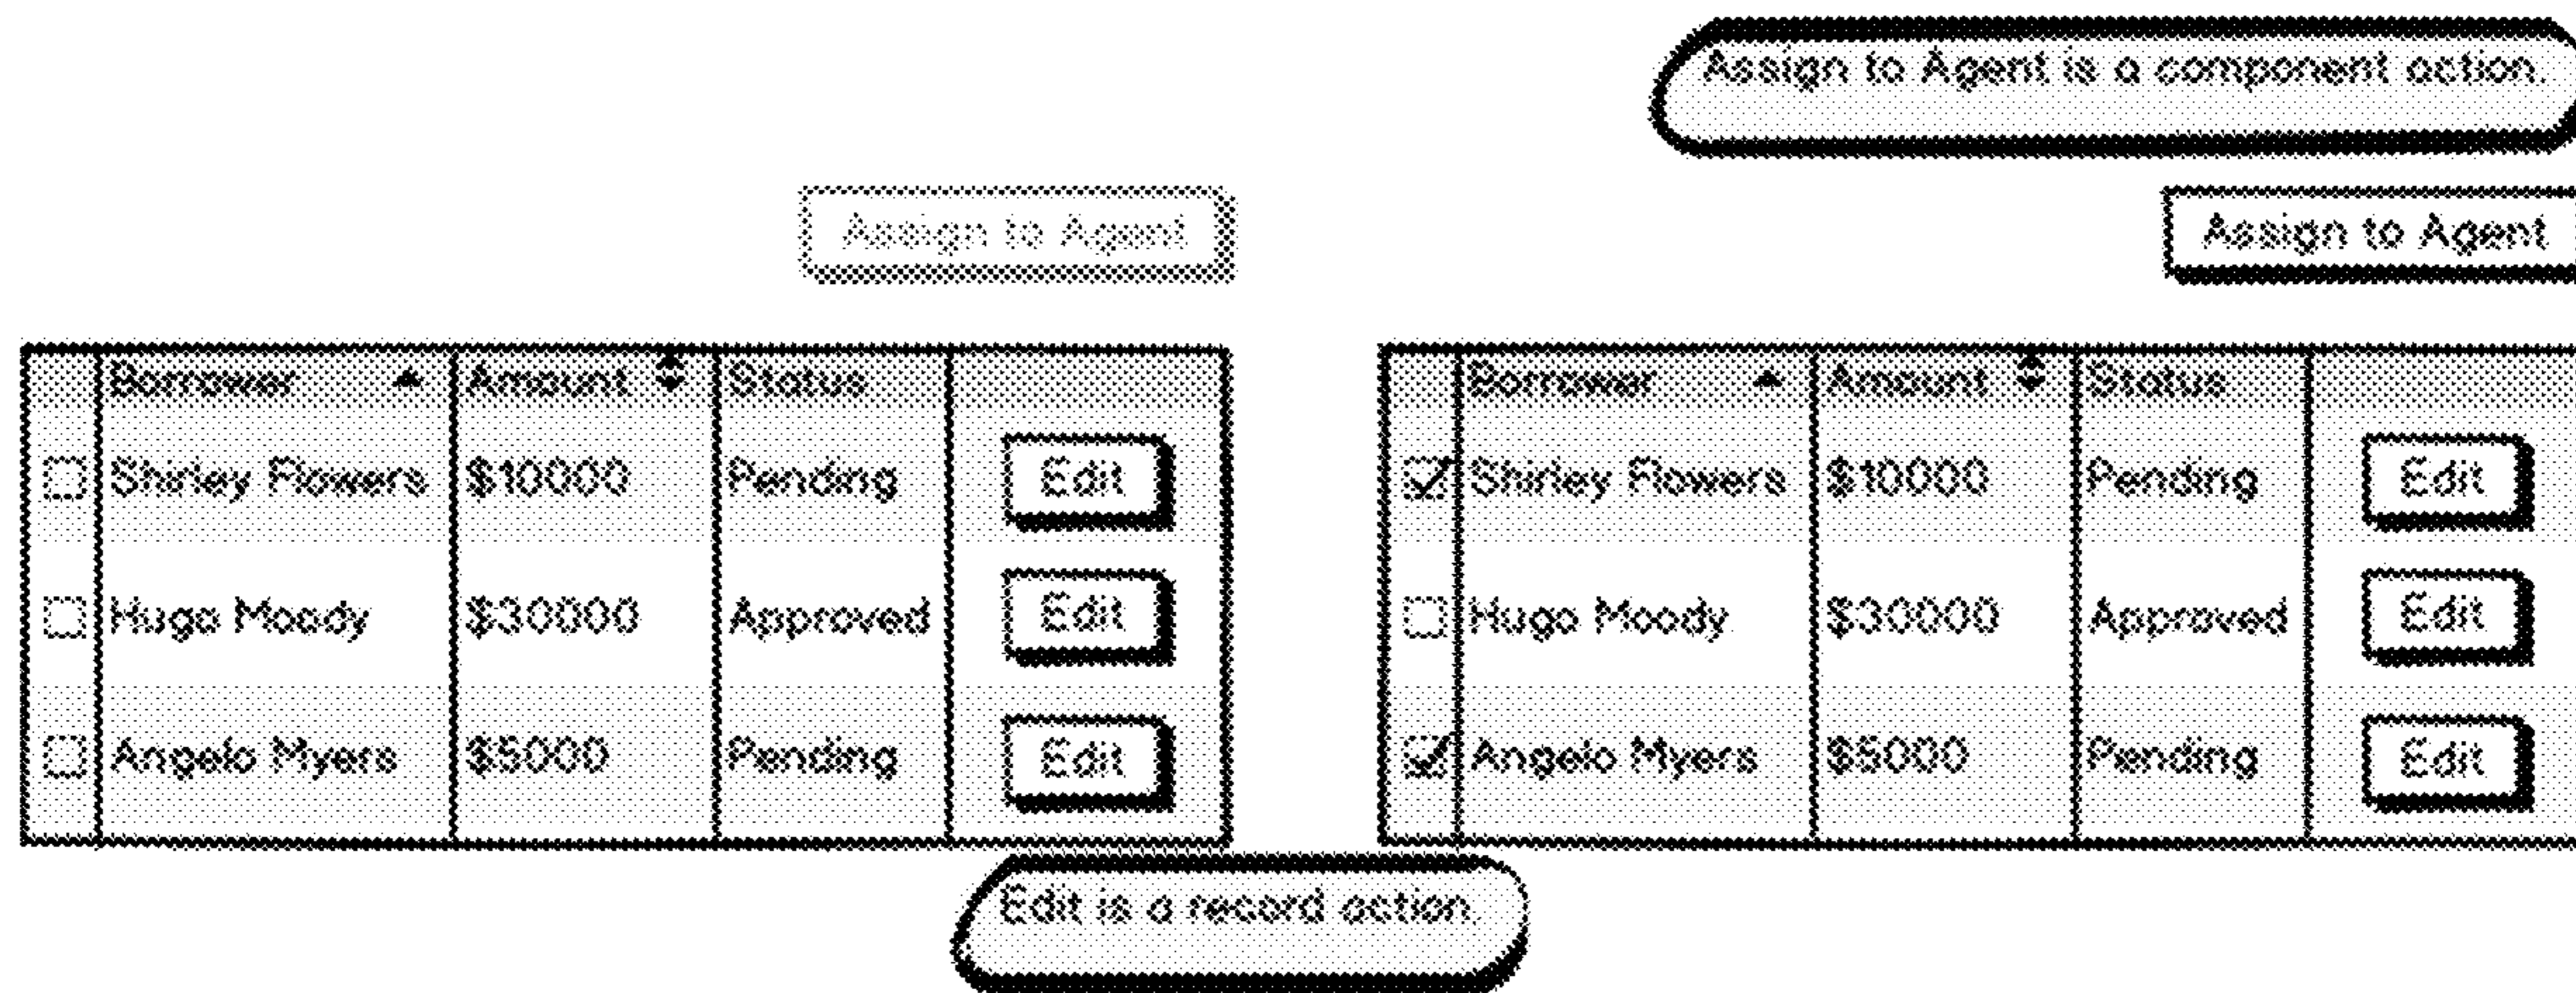 Assign to Agent is a component action.
Assign to Agent
Assign to Agent
Borrower Amount Status
Shirley Flowers $10000 Pending Edit
Hugo Moody $30000 Approved Edit
Angelo Myers $5000 Pending Edit
Borrower Amount Status
Shirley Flowers $10000 Pending Edit
Hugo Moody $30000 Approved Edit
Angelo Myers $5000 Pending Edit
Edit is a record action.